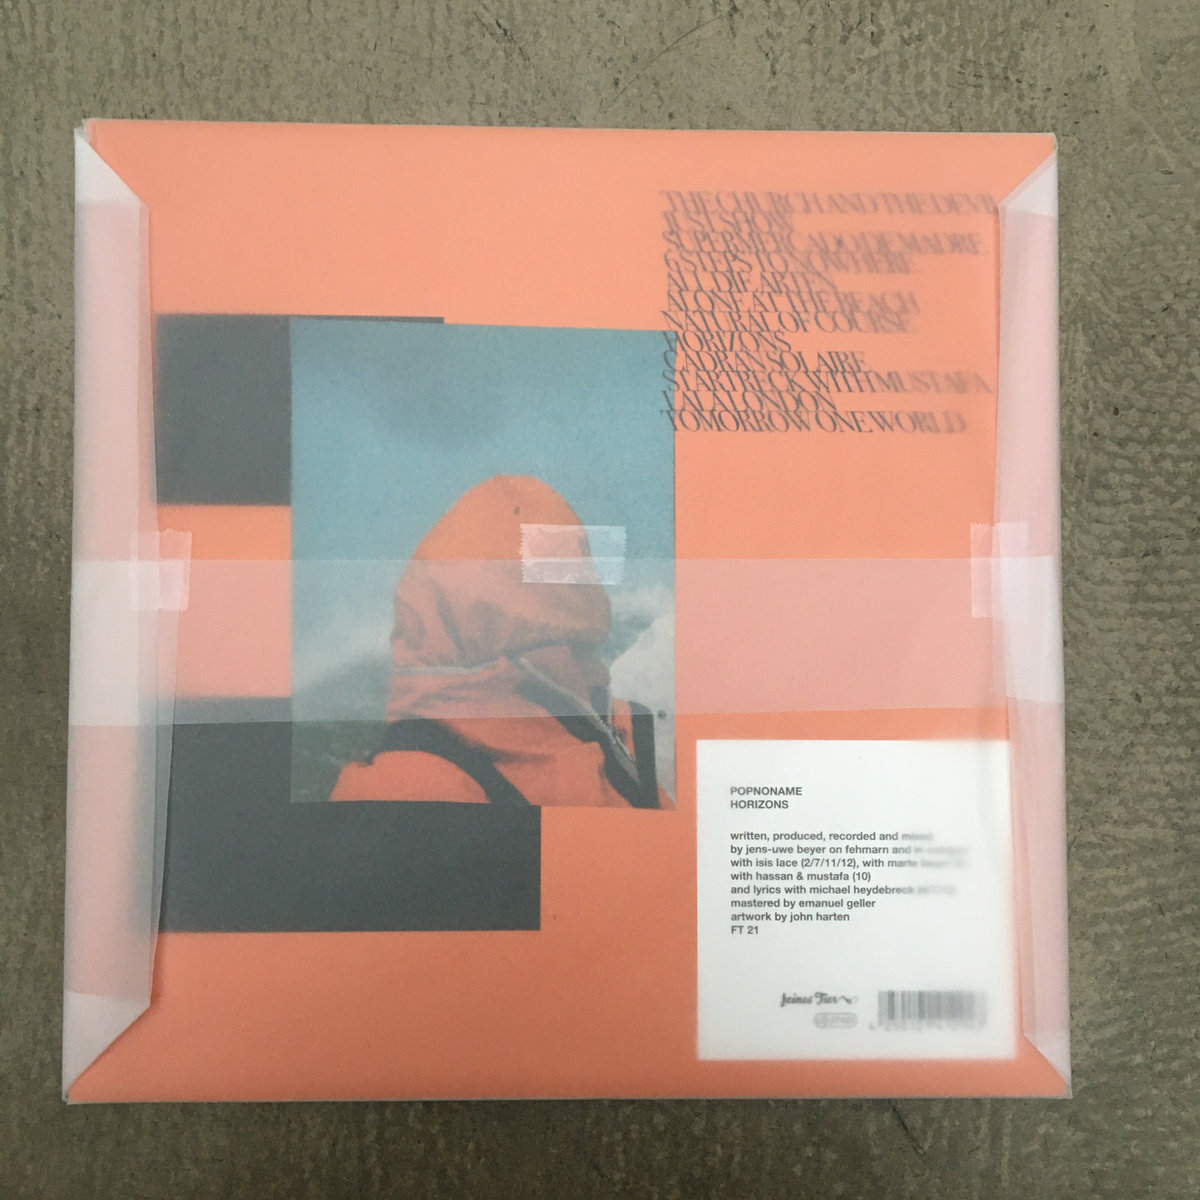 THE CHURCH AND THE DEVIL
JUST SHOW
SUPERMERCADO DE MADRE
6 STEPS TO NOWHERE
ALL DIE ARTEN
ALONE AT THE BEACH
NATURAL OF COURSE
HORIZONS
CADRAN SOLAIRE
STARTRECK WITH MUSTAFA
LALALONDON
TOMORROW ONE WORLD
POPNONAME
HORIZONS
written, produced, recorded and
by jens-uwe beyer on fehmarn and
with isis lace (2/7/11/12), with
with hassan & mustafa (10)
and lyrics with michael heydebreck
mastered by emanuel geller
artwork by john harten
FT 21
feines Tier